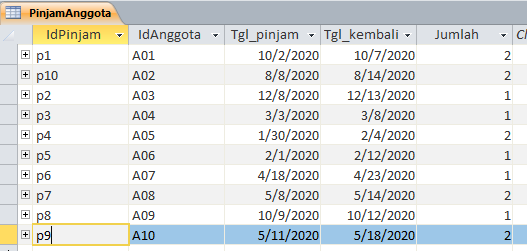 PinjamAnggota
IdPinjam IdAnggota Tgl_pinjam Tgl_kembali Jumlah
p1 A01 10/2/2020 10/7/2020 2
p10 A02 8/8/2020 8/14/2020 2
p2 A03 12/8/2020 12/13/2020 1
p3 A04 3/3/2020 3/8/2020 1
p4 A05 1/30/2020 2/4/2020 2
p5 A06 2/1/2020 2/12/2020 1
p6 A07 4/18/2020 4/23/2020 1
p7 A08 5/8/2020 5/14/2020 2
p8 A09 10/9/2020 10/12/2020 1
p9 A10 5/11/2020 5/18/2020 2